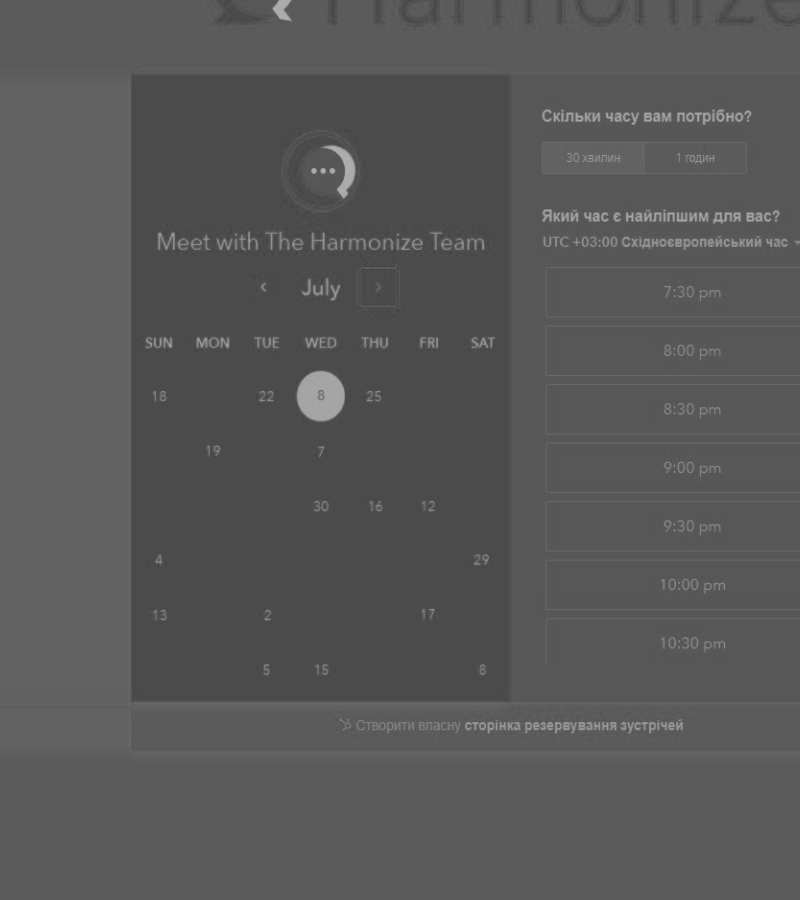 Harmonize
Meet with The Harmonize Team
July
SUN MON TUE WED THU FRI SAT
18 22 8 25
19 7
30 16 12
4 29
13 2 17
5 15 8
Скільки часу вам потрібно?
30 хвилин 1 годин
Який час є найліпшим для вас?
UTC +03:00 Східноєвропейський час
7:30 pm
8:00 pm
8:30 pm
9:00 pm
9:30 pm
10:00 pm
10:30 pm
Створити власну сторінка резервування зустрічей